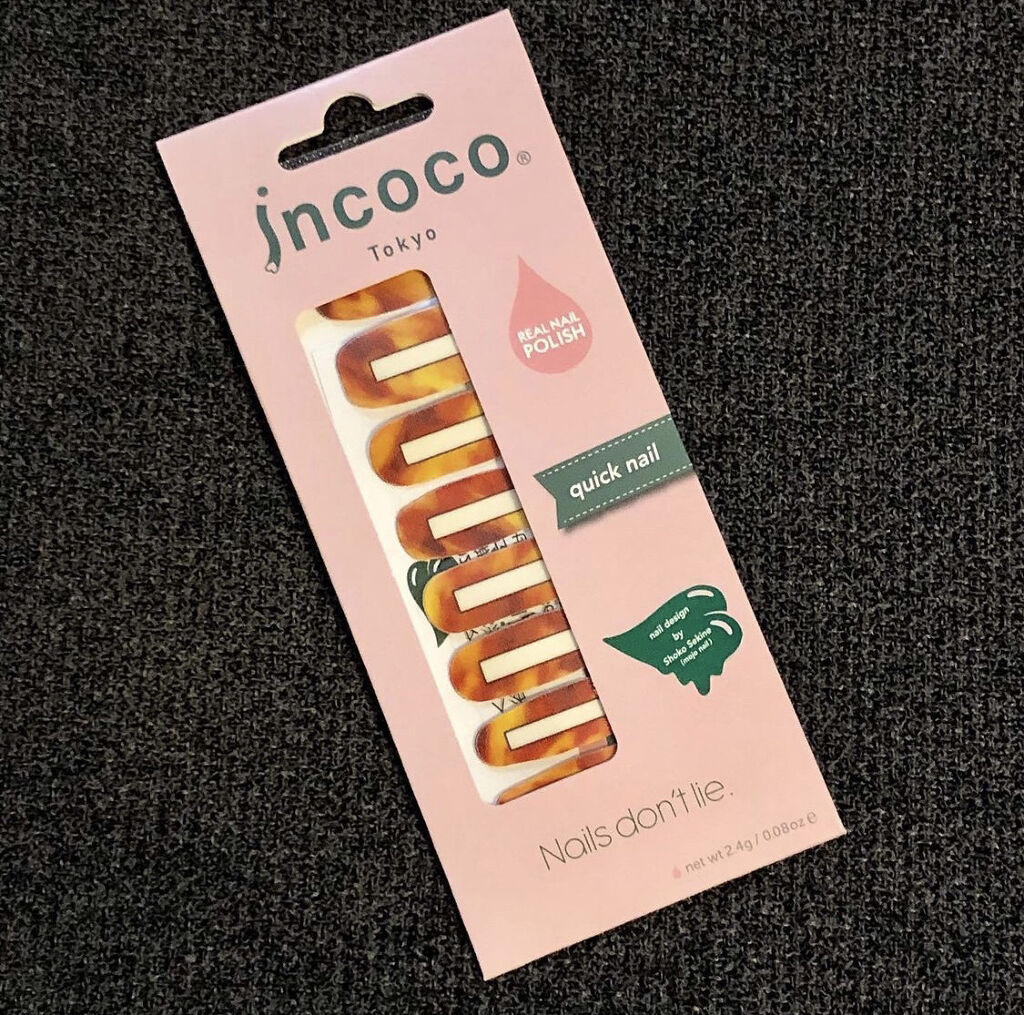 incoco®
Tokyo
REAL NAIL
POLISH
quick nail
nail design
by
Shoko Sekine
(moje nail)
Nails don't lie.
net wt 2.4g / 0.08oz ℮